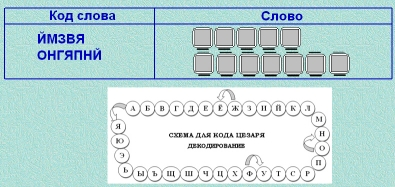 Код слова
Слово
ЙМЗВЯ
ОНГЯПНЙ
А Б В Г Д Е Ё Ж З И Й К Л
М
Н
О
П
СХЕМА ДЛЯ КОДА ЦЕЗАРЯ
ДЕКОДИРОВАНИЕ
Я
Ю
Э
Ь Ы Ъ Щ Ш Ч Ц Х Ф У Т С Р